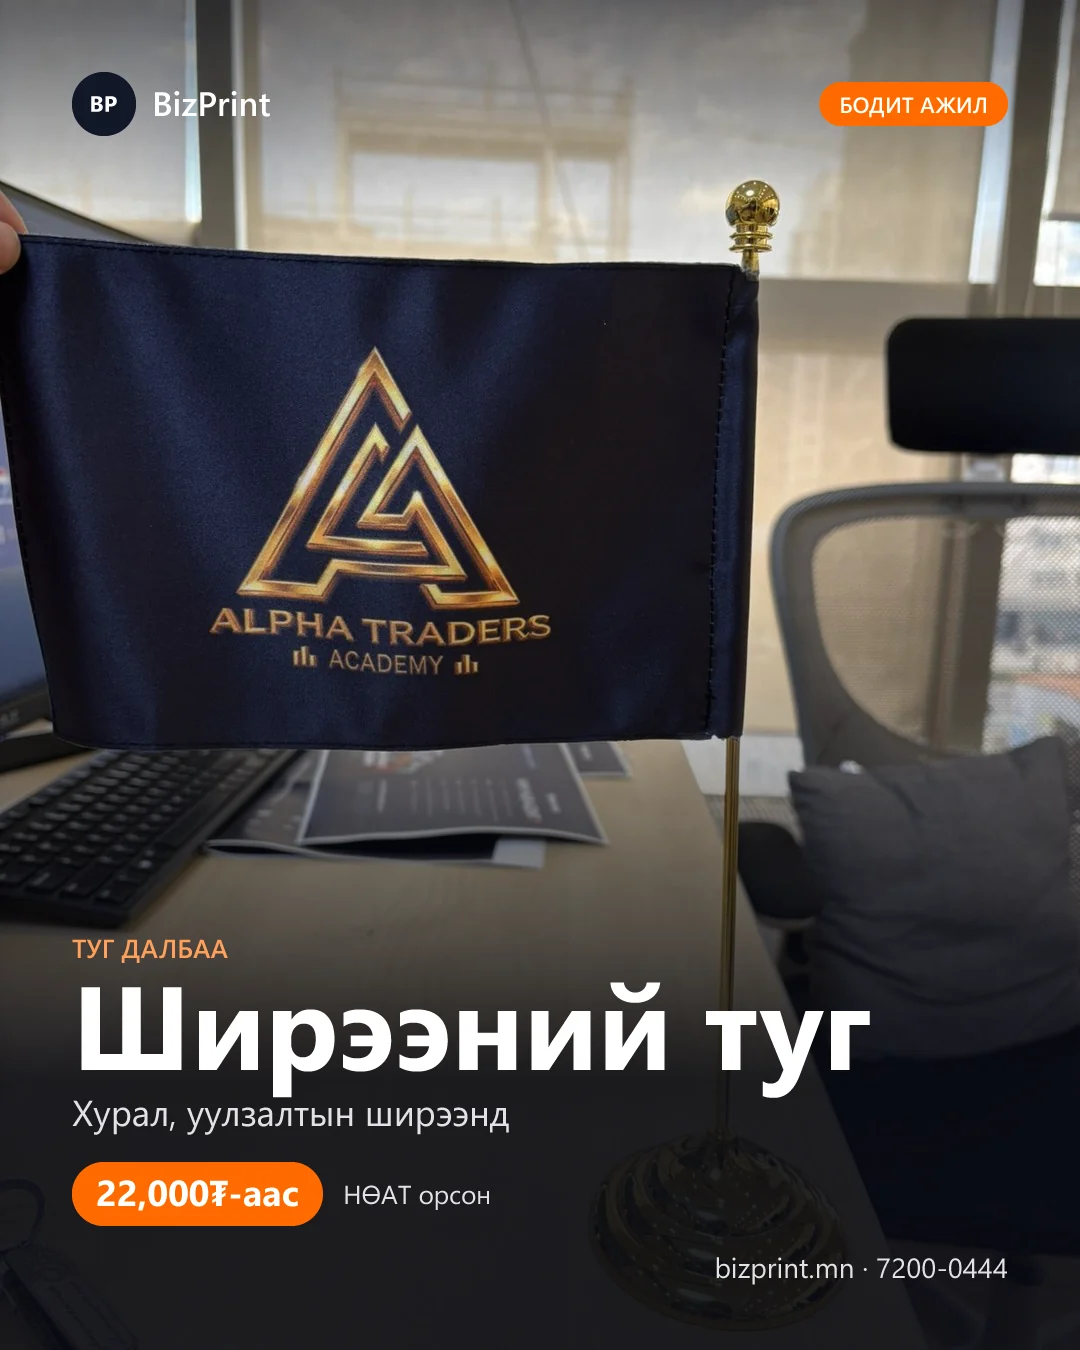 BP BizPrint
БОДИТ АЖИЛ
ALPHA TRADERS
ACADEMY
ТУГ ДАЛБАА
Ширээний туг
Хурал, уулзалтын ширээнд
22,000₮-аас НӨАТ орсон
bizprint.mn · 7200-0444